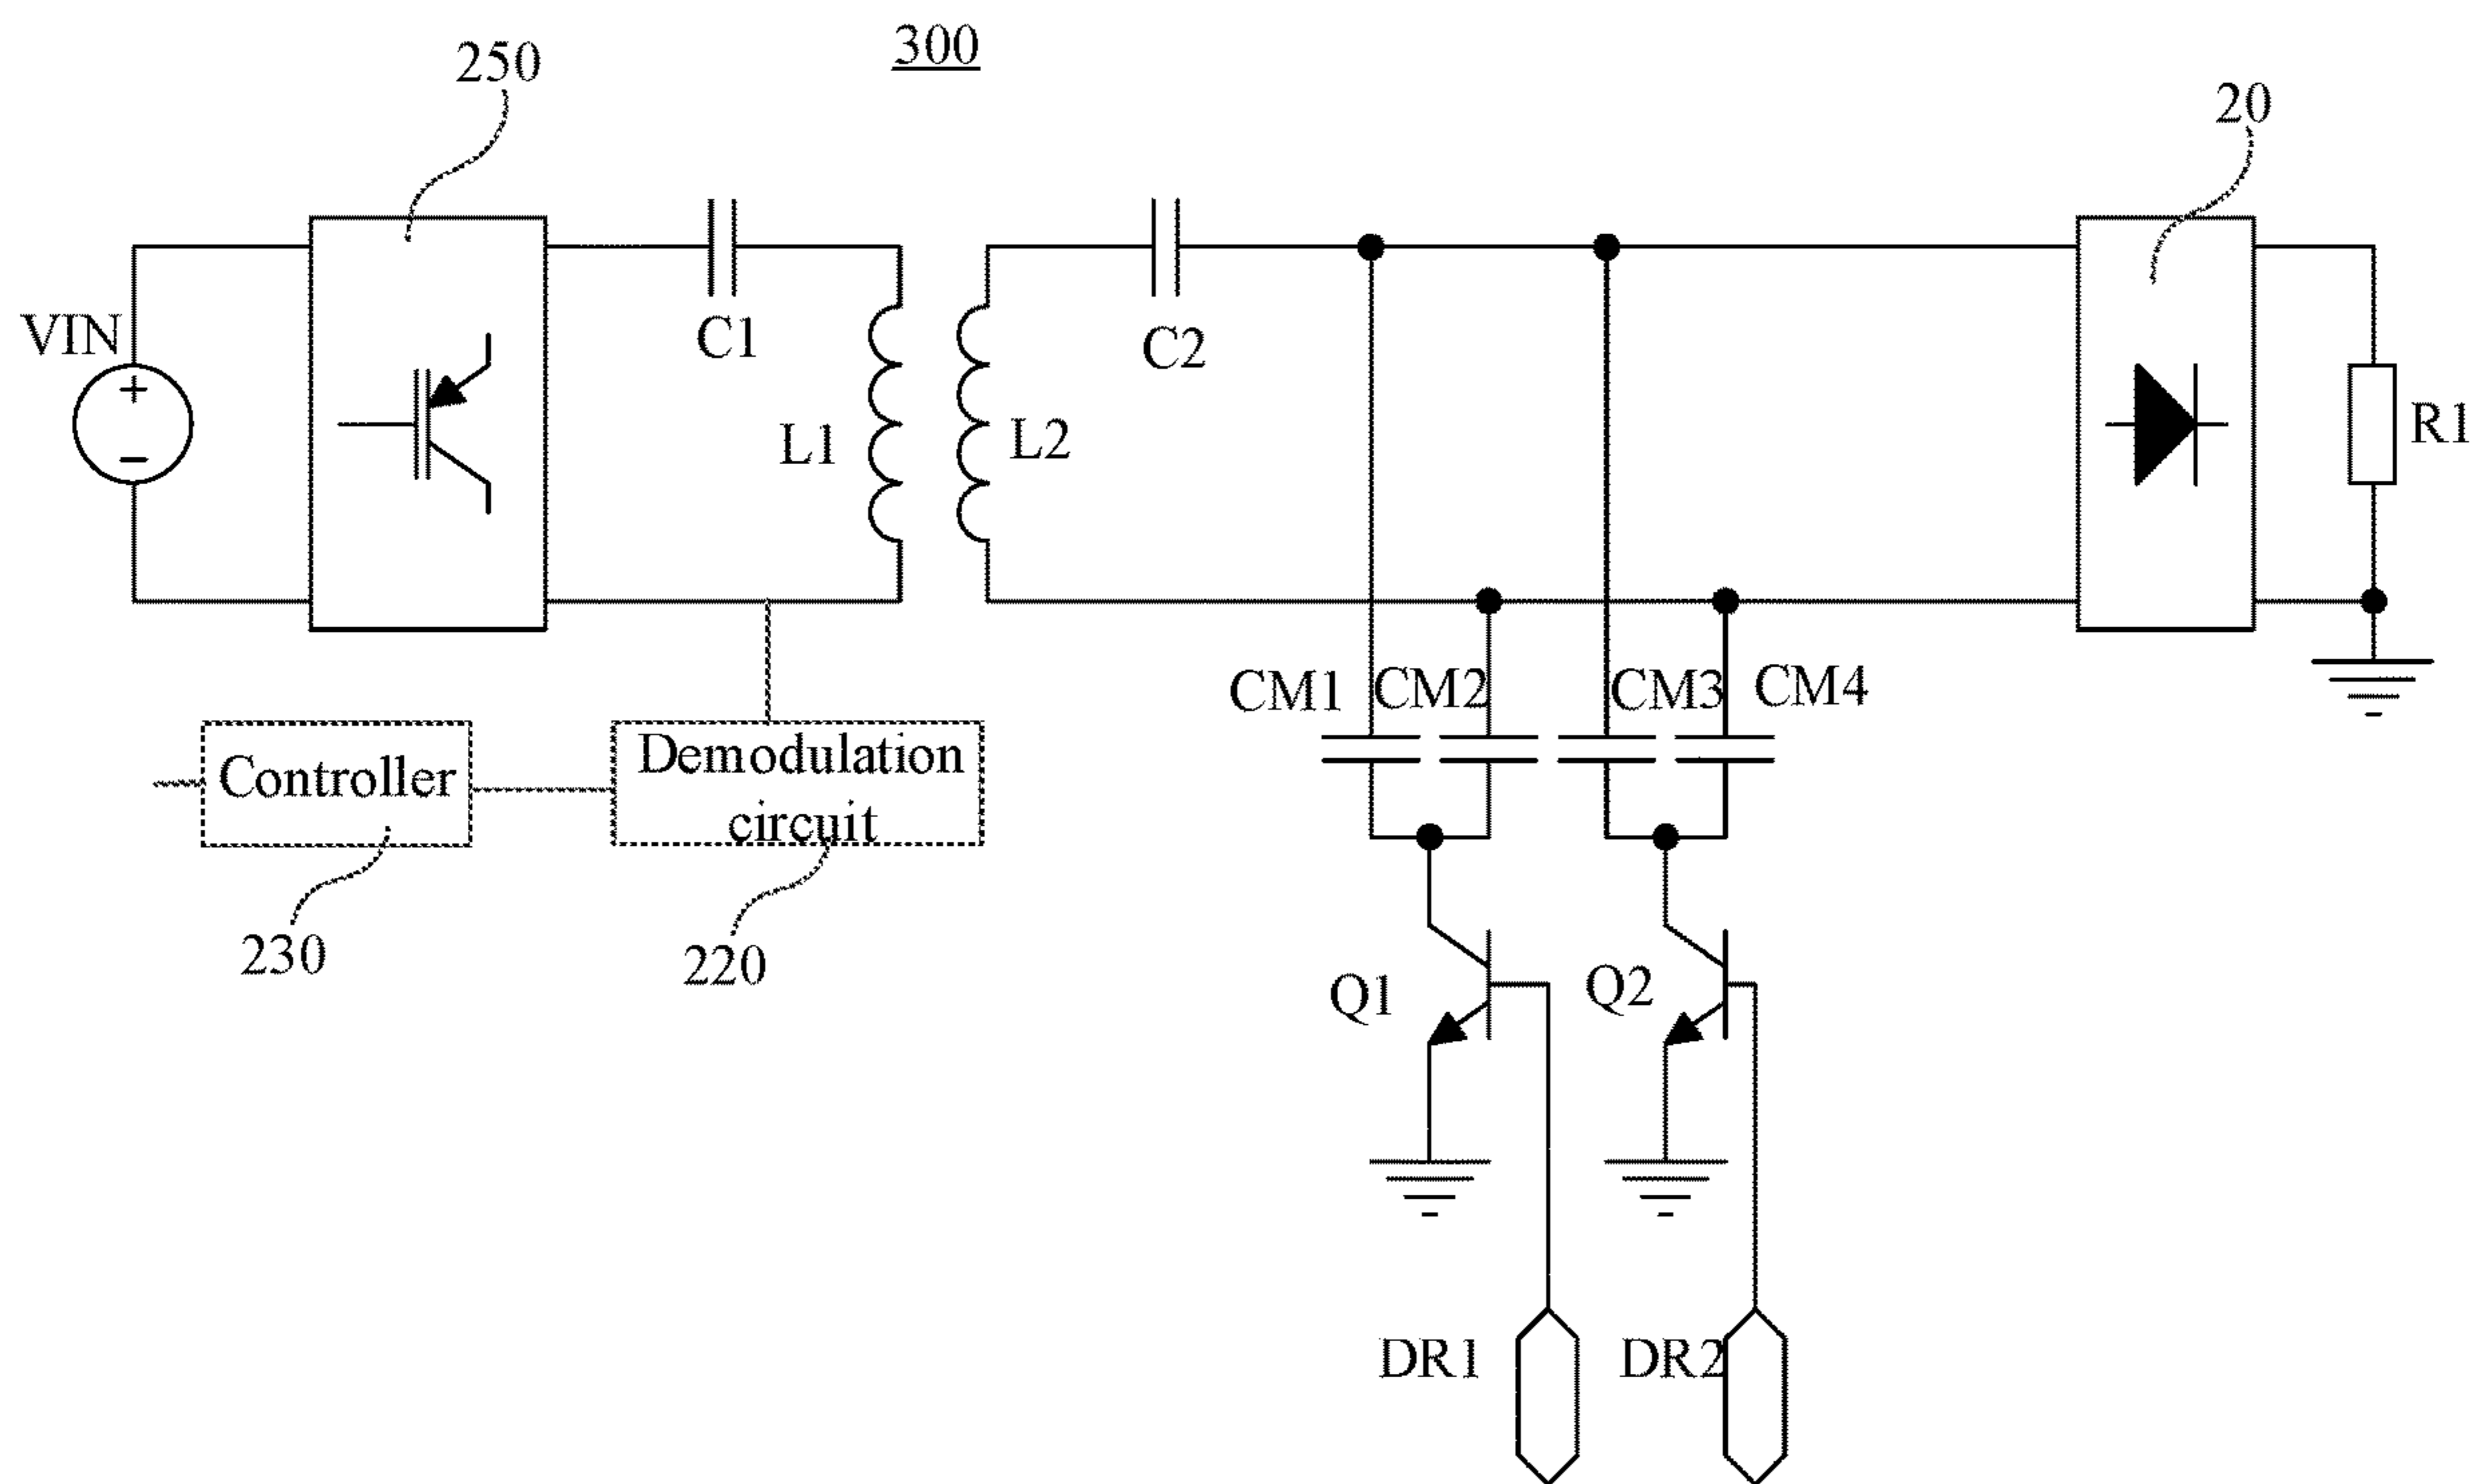 300
250
20
VIN
+
−
C1
C2
L1
L2
R1
CM1
CM2
CM3
CM4
Controller
Demodulation
circuit
230
220
Q1
Q2
DR1
DR2